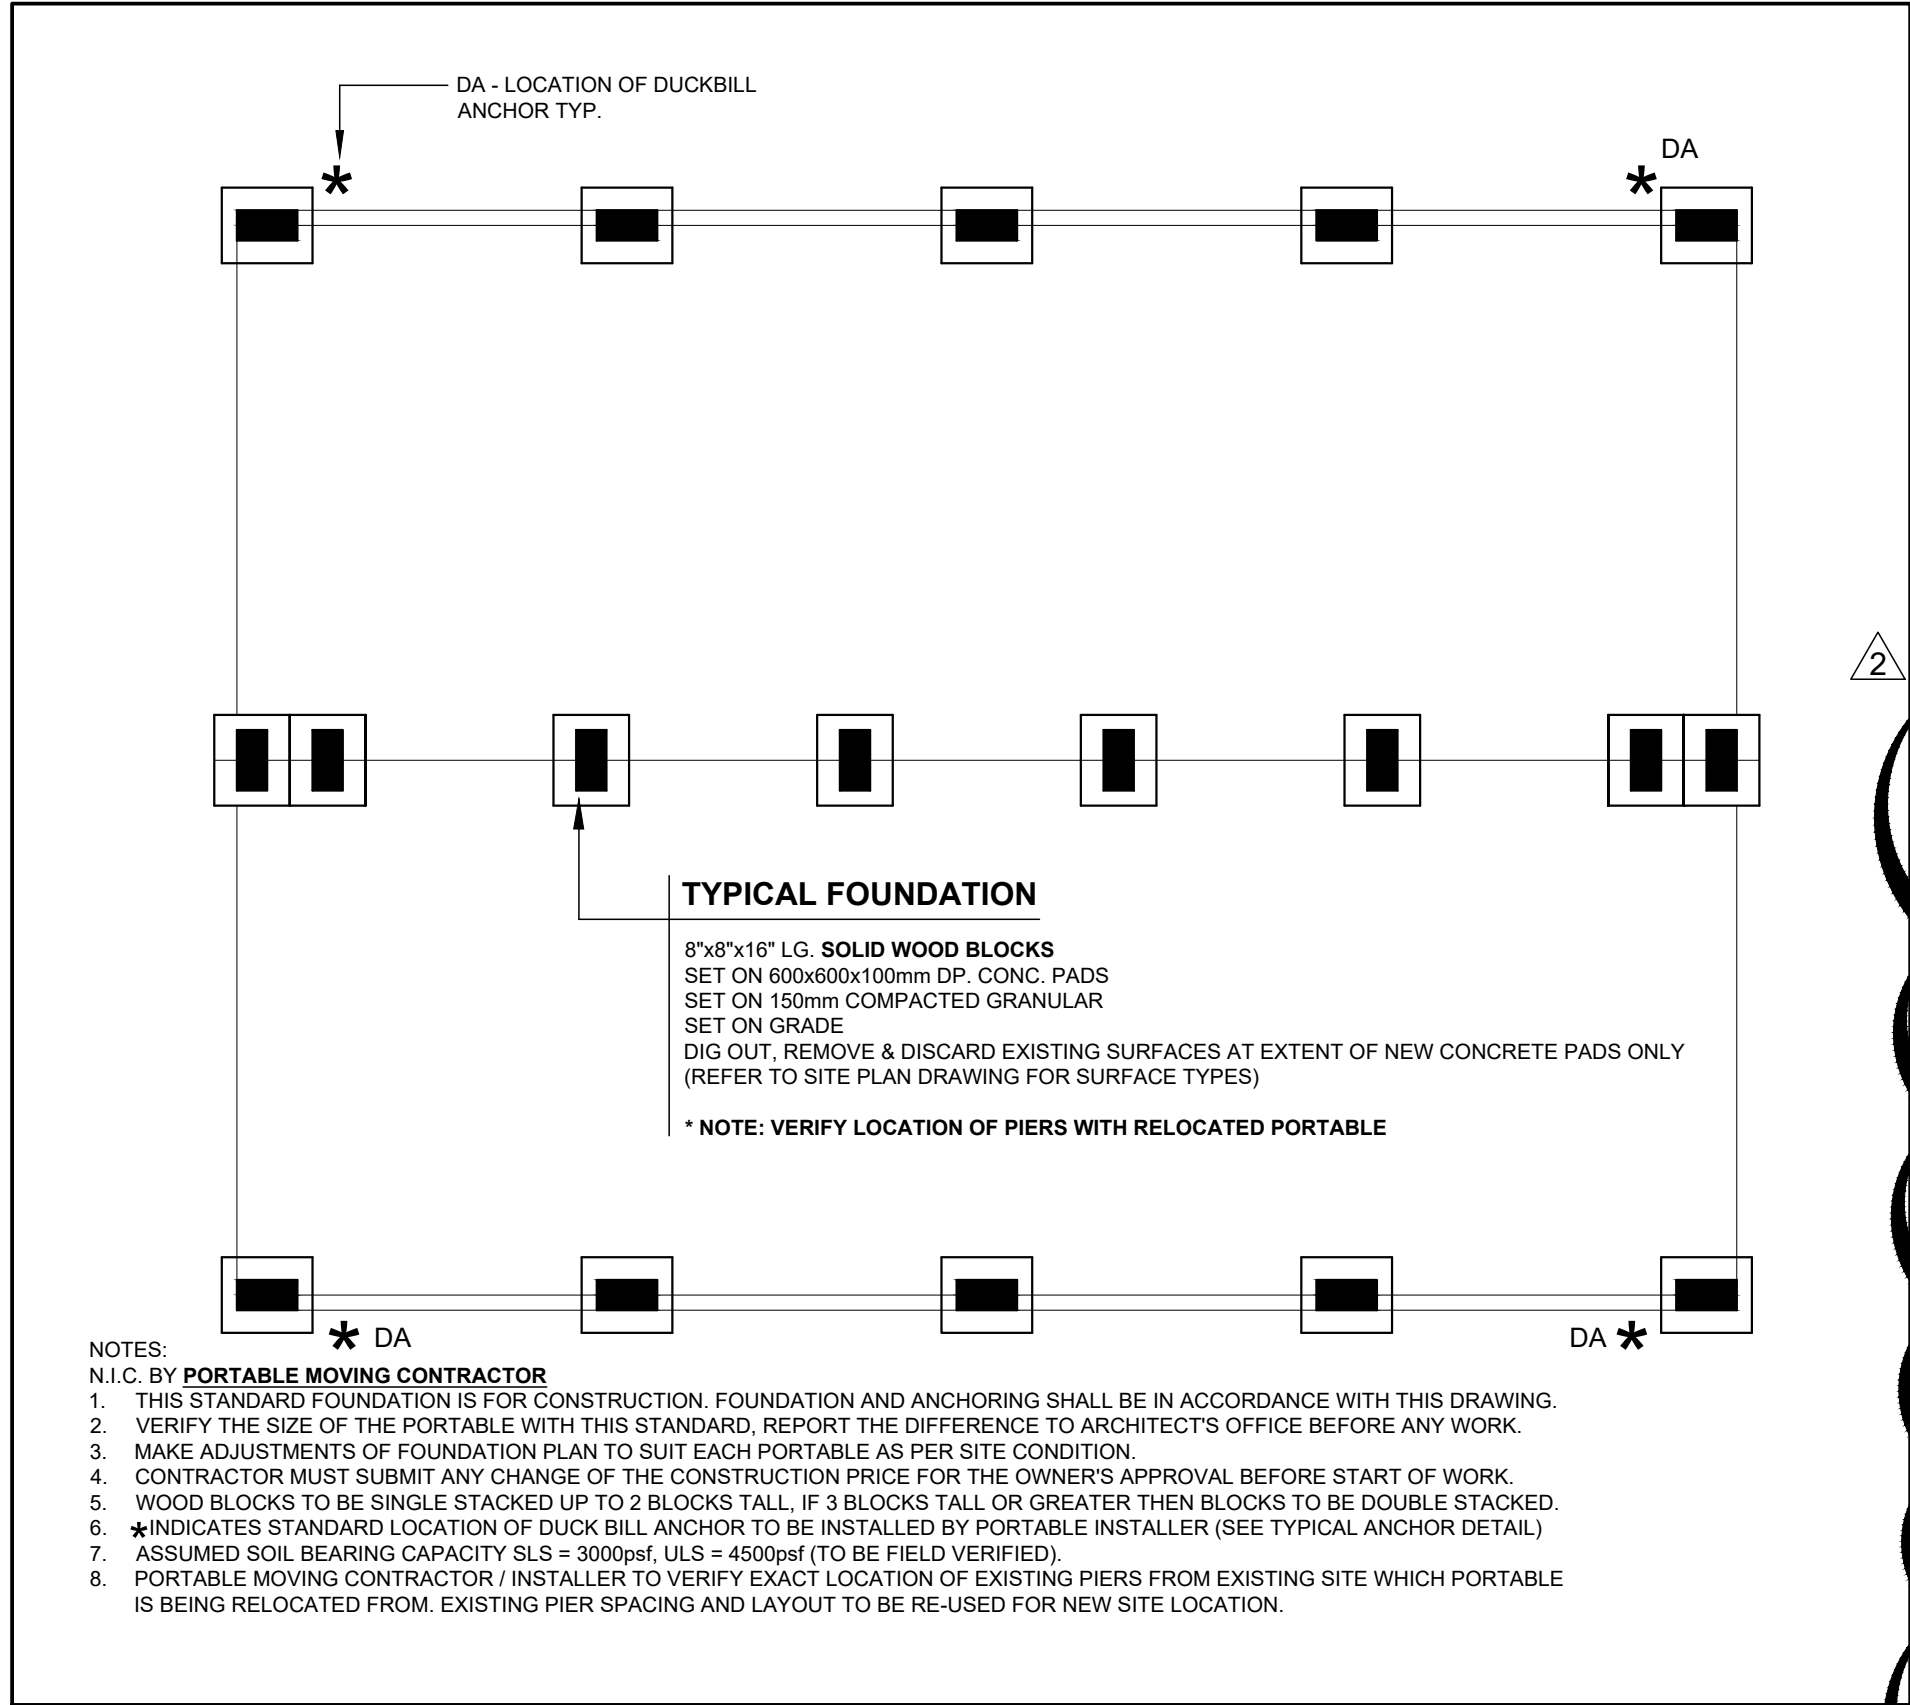 DA - LOCATION OF DUCKBILL
ANCHOR TYP.
*
* DA
2
TYPICAL FOUNDATION
8"x8"x16" LG. SOLID WOOD BLOCKS
SET ON 600x600x100mm DP. CONC. PADS
SET ON 150mm COMPACTED GRANULAR
SET ON GRADE
DIG OUT, REMOVE & DISCARD EXISTING SURFACES AT EXTENT OF NEW CONCRETE PADS ONLY
(REFER TO SITE PLAN DRAWING FOR SURFACE TYPES)
* NOTE: VERIFY LOCATION OF PIERS WITH RELOCATED PORTABLE
* DA
DA *
NOTES:
N.I.C. BY PORTABLE MOVING CONTRACTOR
1. THIS STANDARD FOUNDATION IS FOR CONSTRUCTION. FOUNDATION AND ANCHORING SHALL BE IN ACCORDANCE WITH THIS DRAWING.
2. VERIFY THE SIZE OF THE PORTABLE WITH THIS STANDARD, REPORT THE DIFFERENCE TO ARCHITECT'S OFFICE BEFORE ANY WORK.
3. MAKE ADJUSTMENTS OF FOUNDATION PLAN TO SUIT EACH PORTABLE AS PER SITE CONDITION.
4. CONTRACTOR MUST SUBMIT ANY CHANGE OF THE CONSTRUCTION PRICE FOR THE OWNER'S APPROVAL BEFORE START OF WORK.
5. WOOD BLOCKS TO BE SINGLE STACKED UP TO 2 BLOCKS TALL, IF 3 BLOCKS TALL OR GREATER THEN BLOCKS TO BE DOUBLE STACKED.
6. *INDICATES STANDARD LOCATION OF DUCK BILL ANCHOR TO BE INSTALLED BY PORTABLE INSTALLER (SEE TYPICAL ANCHOR DETAIL)
7. ASSUMED SOIL BEARING CAPACITY SLS = 3000psf, ULS = 4500psf (TO BE FIELD VERIFIED).
8. PORTABLE MOVING CONTRACTOR / INSTALLER TO VERIFY EXACT LOCATION OF EXISTING PIERS FROM EXISTING SITE WHICH PORTABLE
IS BEING RELOCATED FROM. EXISTING PIER SPACING AND LAYOUT TO BE RE-USED FOR NEW SITE LOCATION.